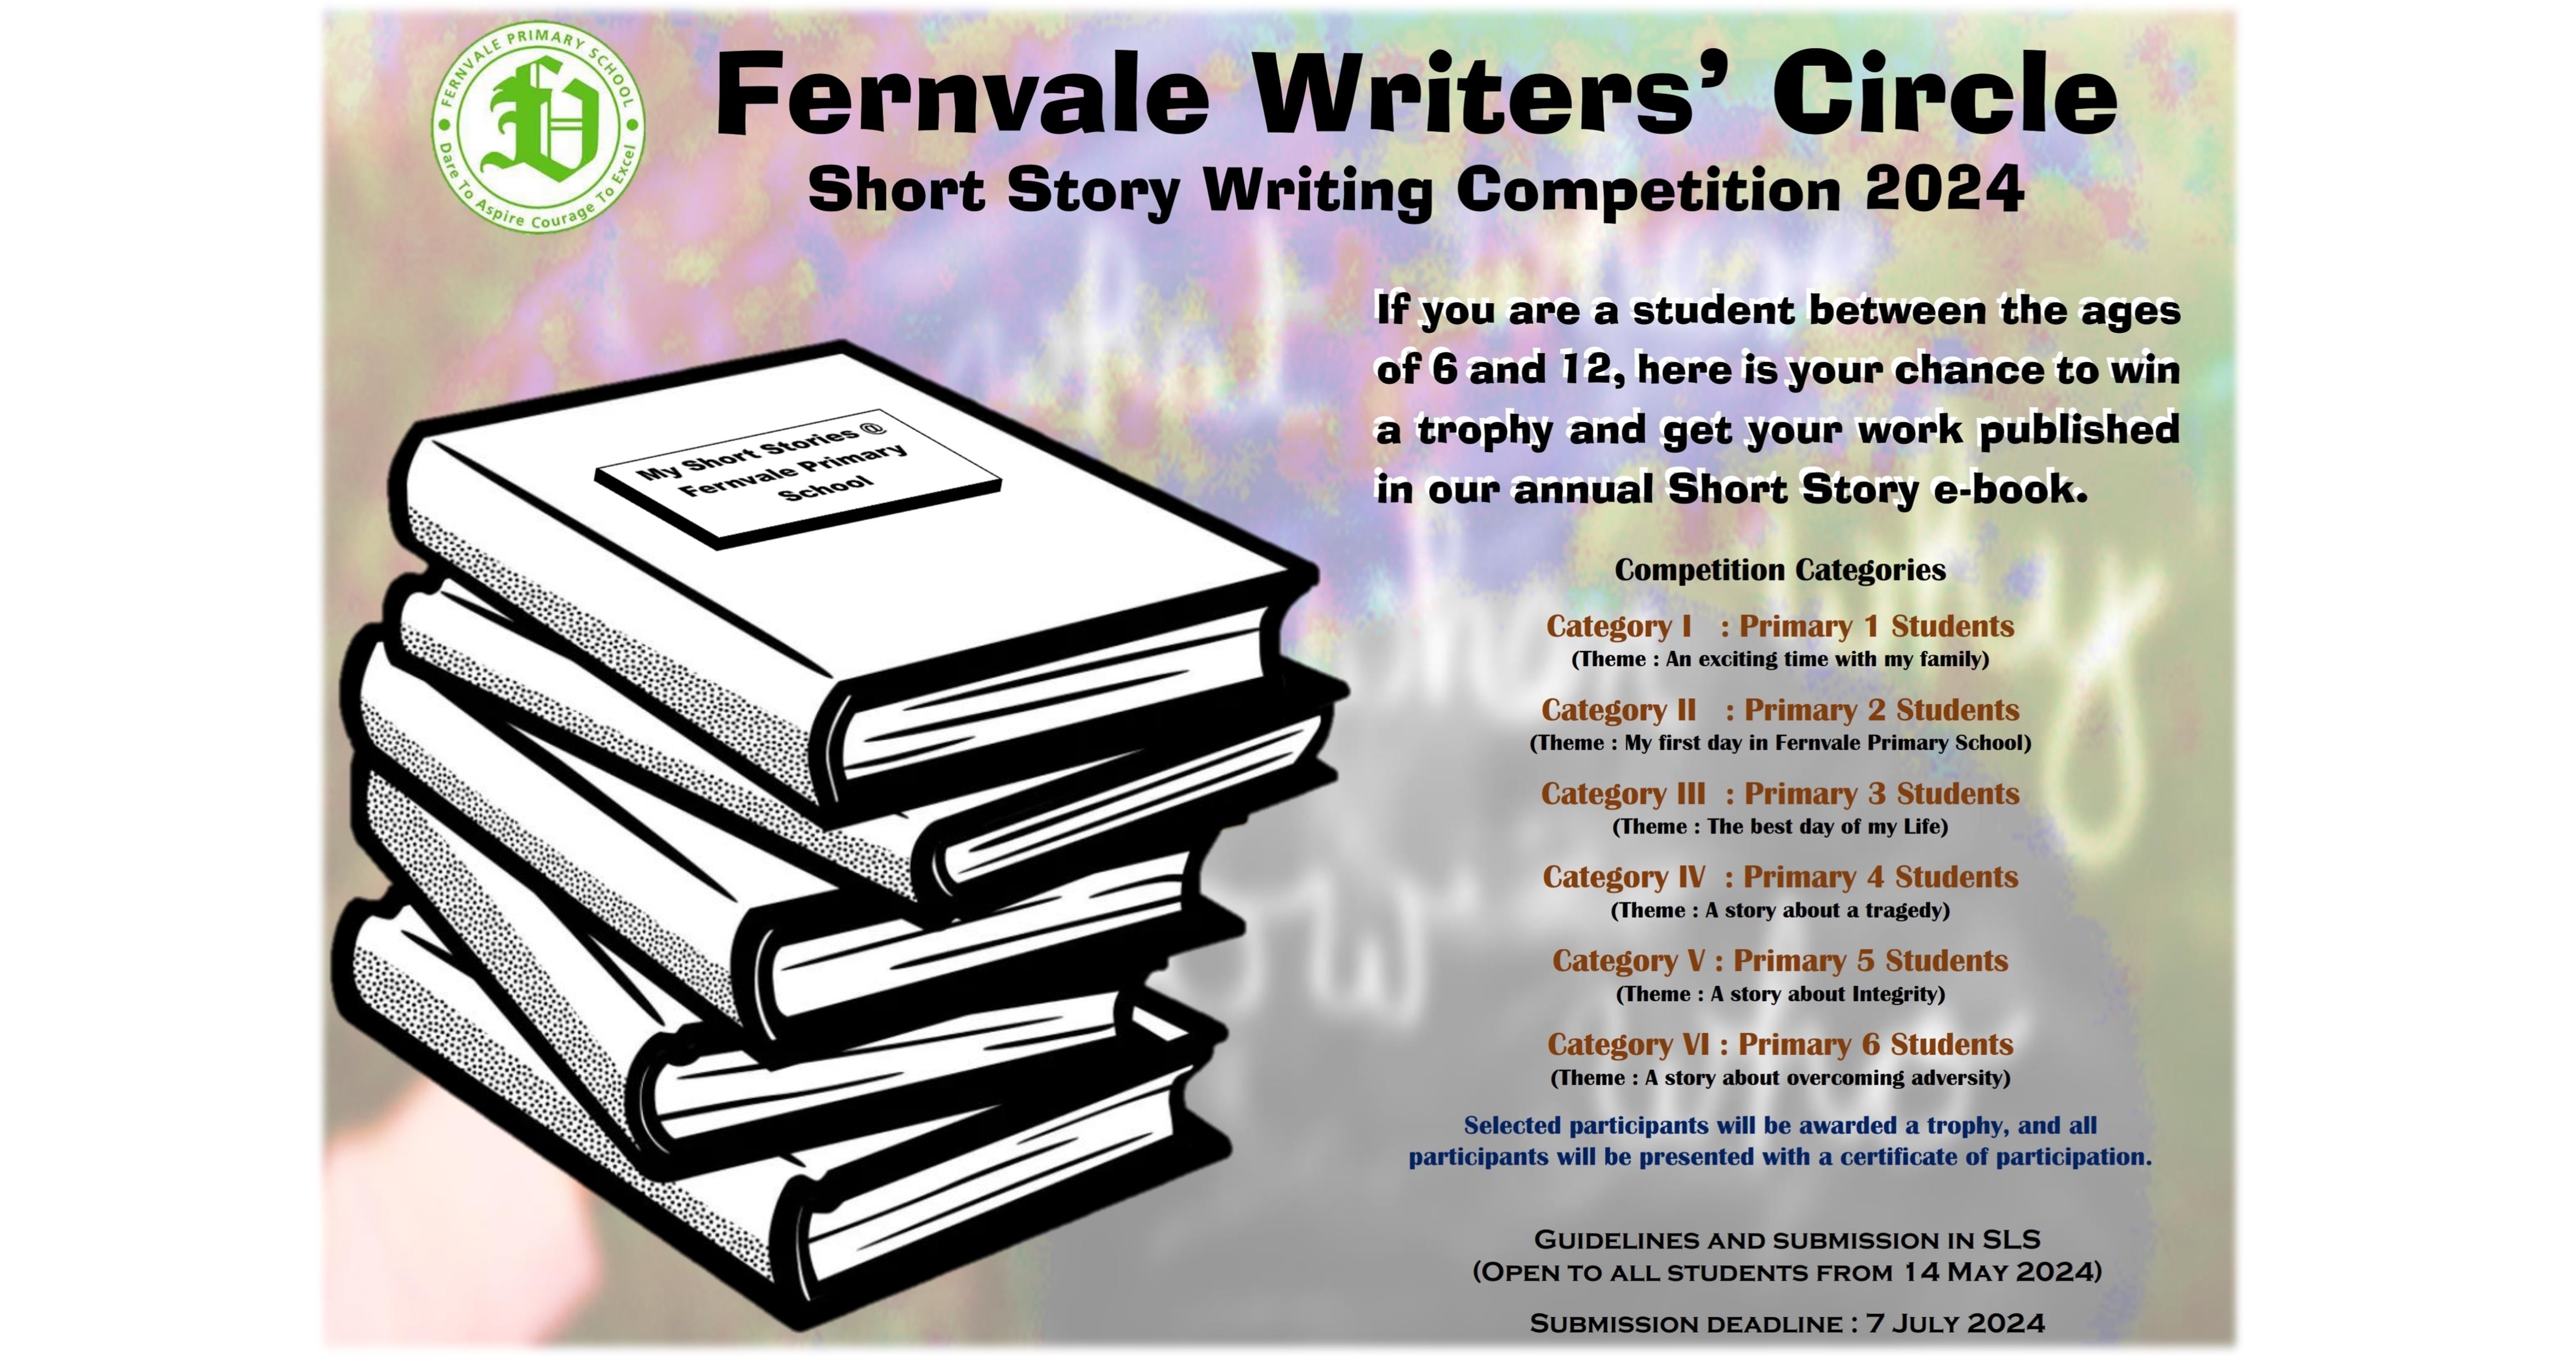 FERNVALE PRIMARY SCHOOL
Dare To Aspire Courage To Excel
Fernvale Writers’ Circle
Short Story Writing Competition 2024
If you are a student between the ages
of 6 and 12, here is your chance to win
a trophy and get your work published
in our annual Short Story e-book.
My Short Stories @
Fernvale Primary
School
Competition Categories
Category I : Primary 1 Students
(Theme : An exciting time with my family)
Category II : Primary 2 Students
(Theme : My first day in Fernvale Primary School)
Category III : Primary 3 Students
(Theme : The best day of my Life)
Category IV : Primary 4 Students
(Theme : A story about a tragedy)
Category V : Primary 5 Students
(Theme : A story about Integrity)
Category VI : Primary 6 Students
(Theme : A story about overcoming adversity)
Selected participants will be awarded a trophy, and all
participants will be presented with a certificate of participation.
GUIDELINES AND SUBMISSION IN SLS
(OPEN TO ALL STUDENTS FROM 14 MAY 2024)
SUBMISSION DEADLINE : 7 JULY 2024